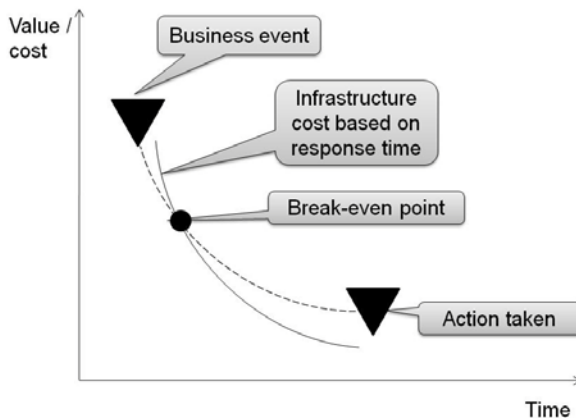 Value /
cost
Business event
Infrastructure
cost based on
response time
Break-even point
Action taken
Time